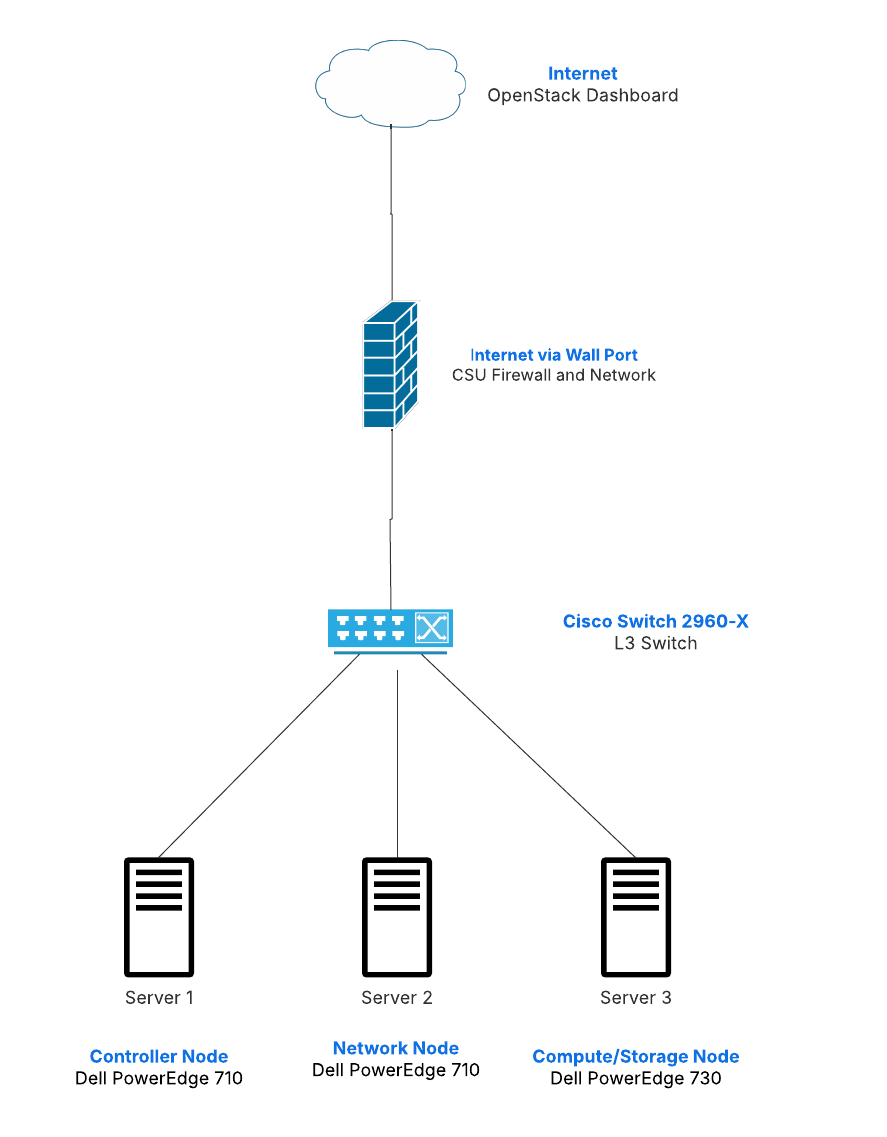 Internet
OpenStack Dashboard
Internet via Wall Port
CSU Firewall and Network
Cisco Switch 2960-X
L3 Switch
Server 1
Server 2
Server 3
Controller Node
Dell PowerEdge 710
Network Node
Dell PowerEdge 710
Compute/Storage Node
Dell PowerEdge 730